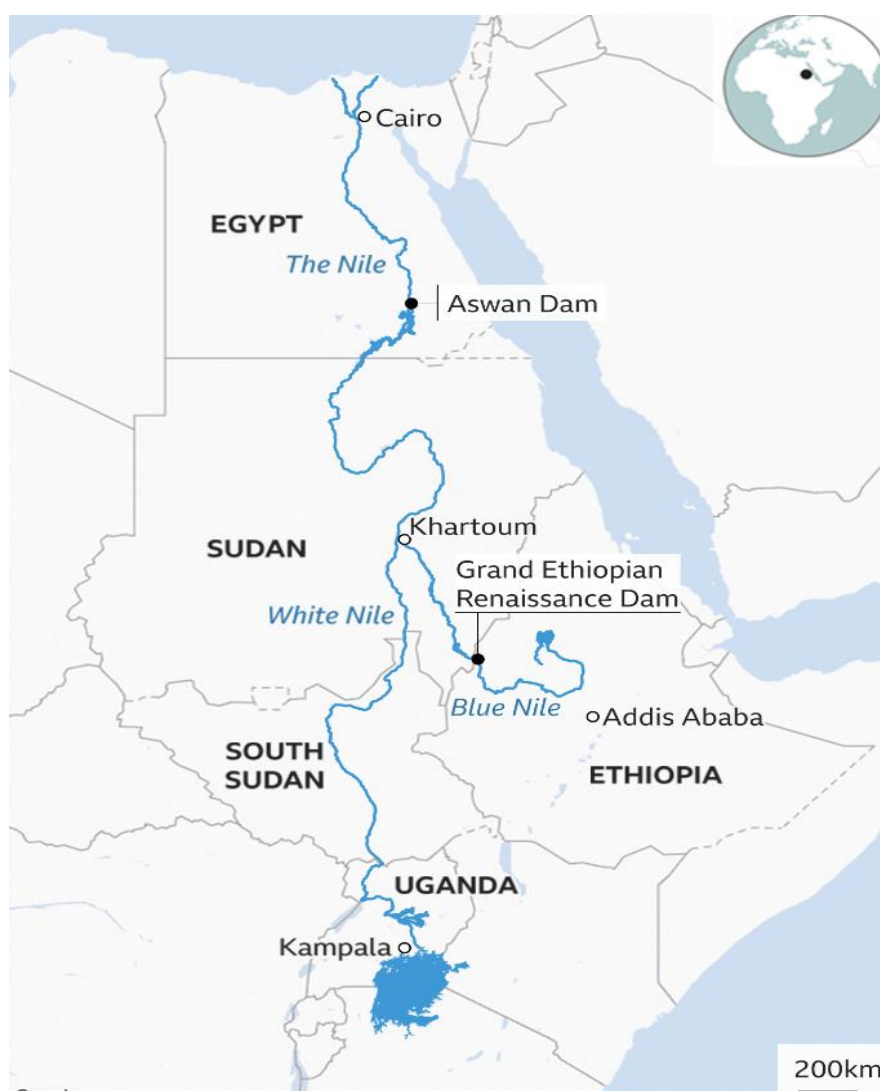 Cairo
EGYPT
The Nile
Aswan Dam
Khartoum
SUDAN
Grand Ethiopian
Renaissance Dam
White Nile
Blue Nile
Addis Ababa
SOUTH
SUDAN
ETHIOPIA
UGANDA
Kampala
200km